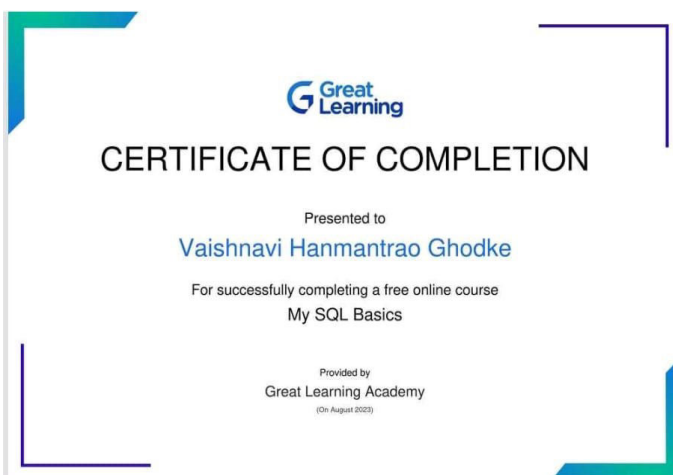 Great
Learning
CERTIFICATE OF COMPLETION
Presented to
Vaishnavi Hanmantrao Ghodke
For successfully completing a free online course
My SQL Basics
Provided by
Great Learning Academy
(On August 2023)